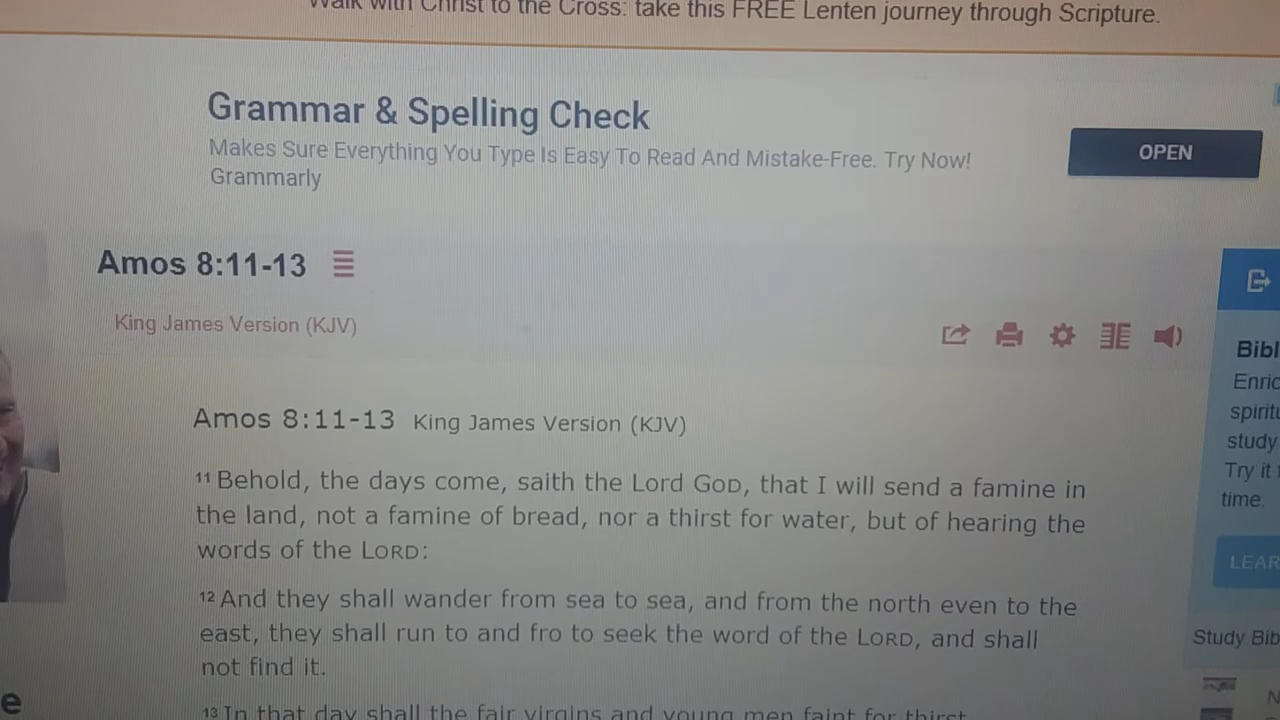 Walk with Christ to the Cross: take this FREE Lenten journey through Scripture.
Grammar & Spelling Check
Makes Sure Everything You Type Is Easy To Read And Mistake-Free. Try Now!
Grammarly
OPEN
Amos 8:11-13
King James Version (KJV)
Amos 8:11-13 King James Version (KJV)
11 Behold, the days come, saith the Lord GOD, that I will send a famine in
the land, not a famine of bread, nor a thirst for water, but of hearing the
words of the LORD:
12 And they shall wander from sea to sea, and from the north even to the
east, they shall run to and fro to seek the word of the LORD, and shall
not find it.
13 In that day shall the fair virgins and young men faint for thirst.
Bibl
Enric
spiritu
study
Try it
time.
LEAR
Study Bib
e